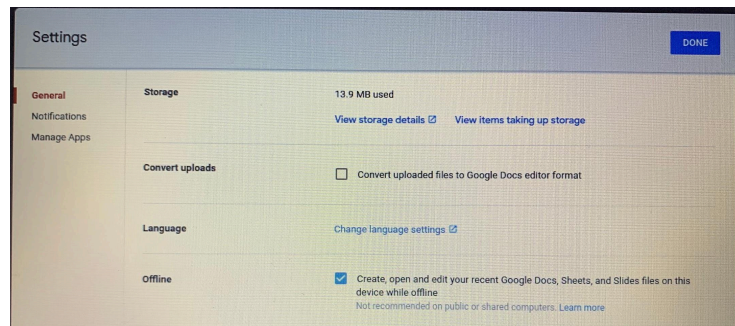 Settings
DONE
General
Notifications
Manage Apps
Storage
13.9 MB used
View storage details
View items taking up storage
Convert uploads
Convert uploaded files to Google Docs editor format
Language
Change language settings
Offline
Create, open and edit your recent Google Docs, Sheets, and Slides files on this
device while offline
Not recommended on public or shared computers. Learn more